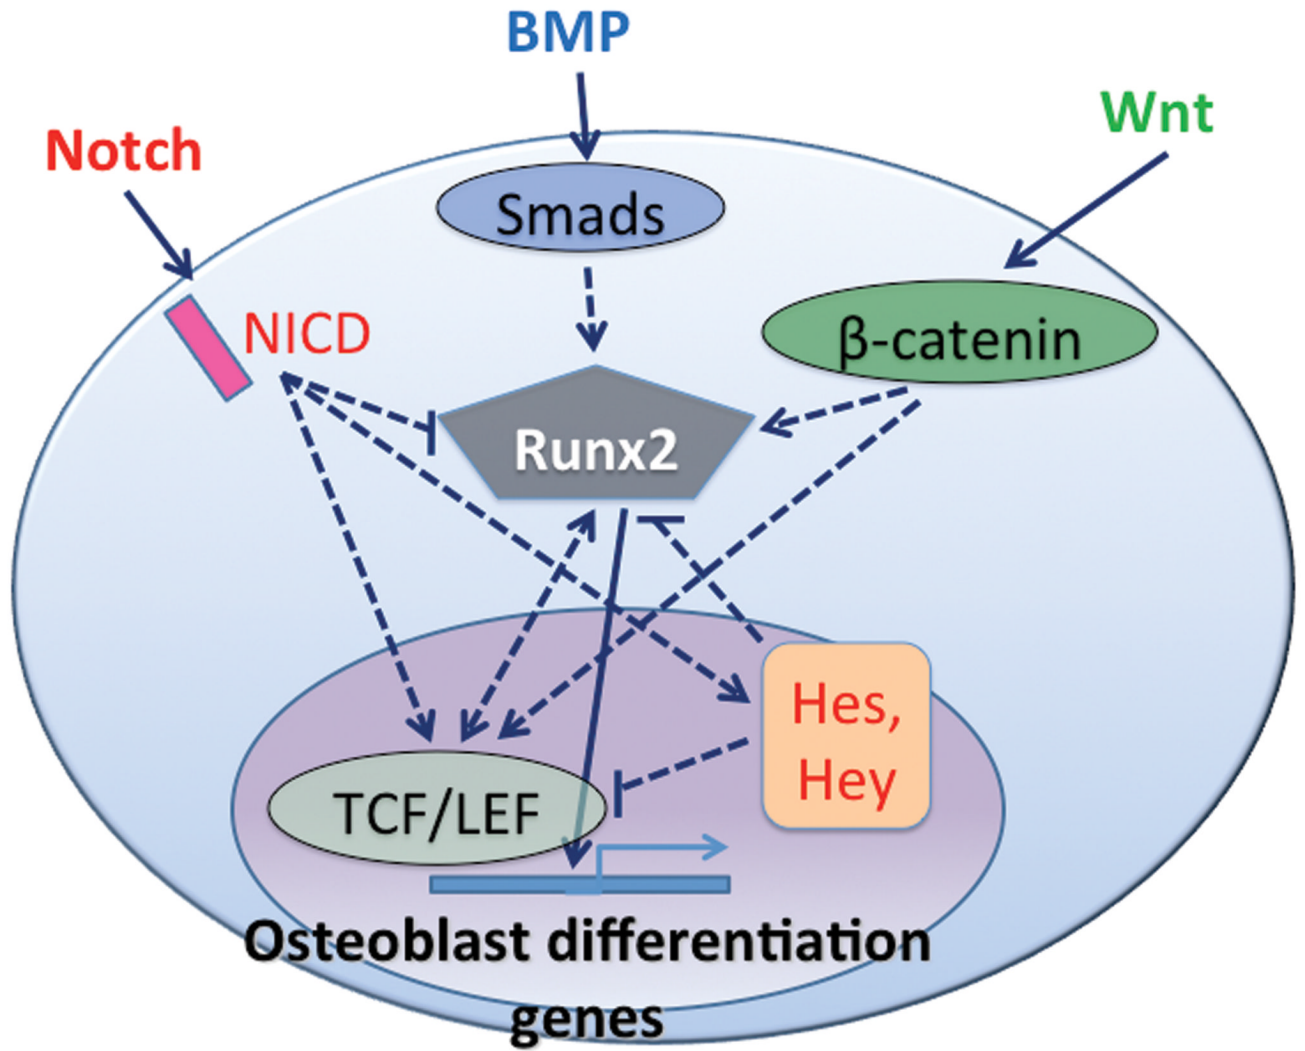 BMP
Wnt
Notch
Smads
NICD
β-catenin
Runx2
Hes,
Hey
TCF/LEF
Osteoblast differentiation
genes